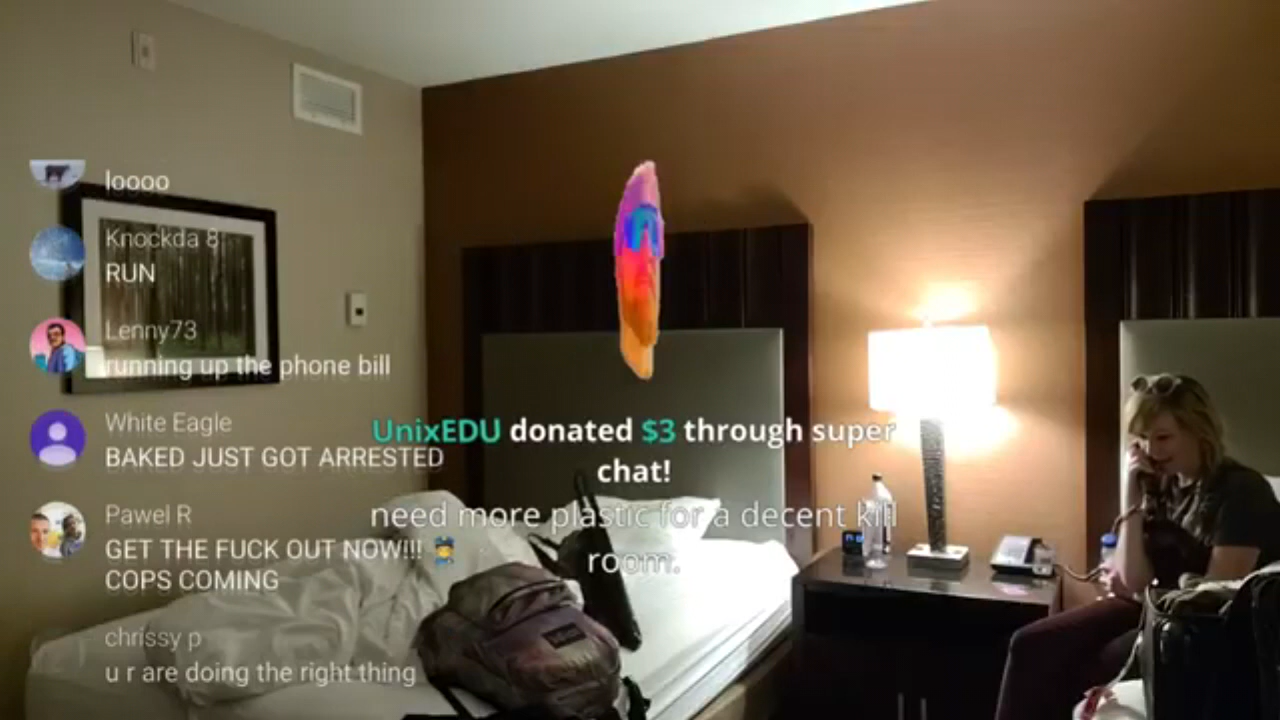 loooo
Knockda 8
RUN
Lenny73
running up the phone bill
White Eagle
BAKED JUST GOT ARRESTED
Pawel R
GET THE FUCK OUT NOW!!!
COPS COMING
chrissy p
u r are doing the right thing
UnixEDU donated $3 through super
chat!
need more plastic for a decent kill
room.